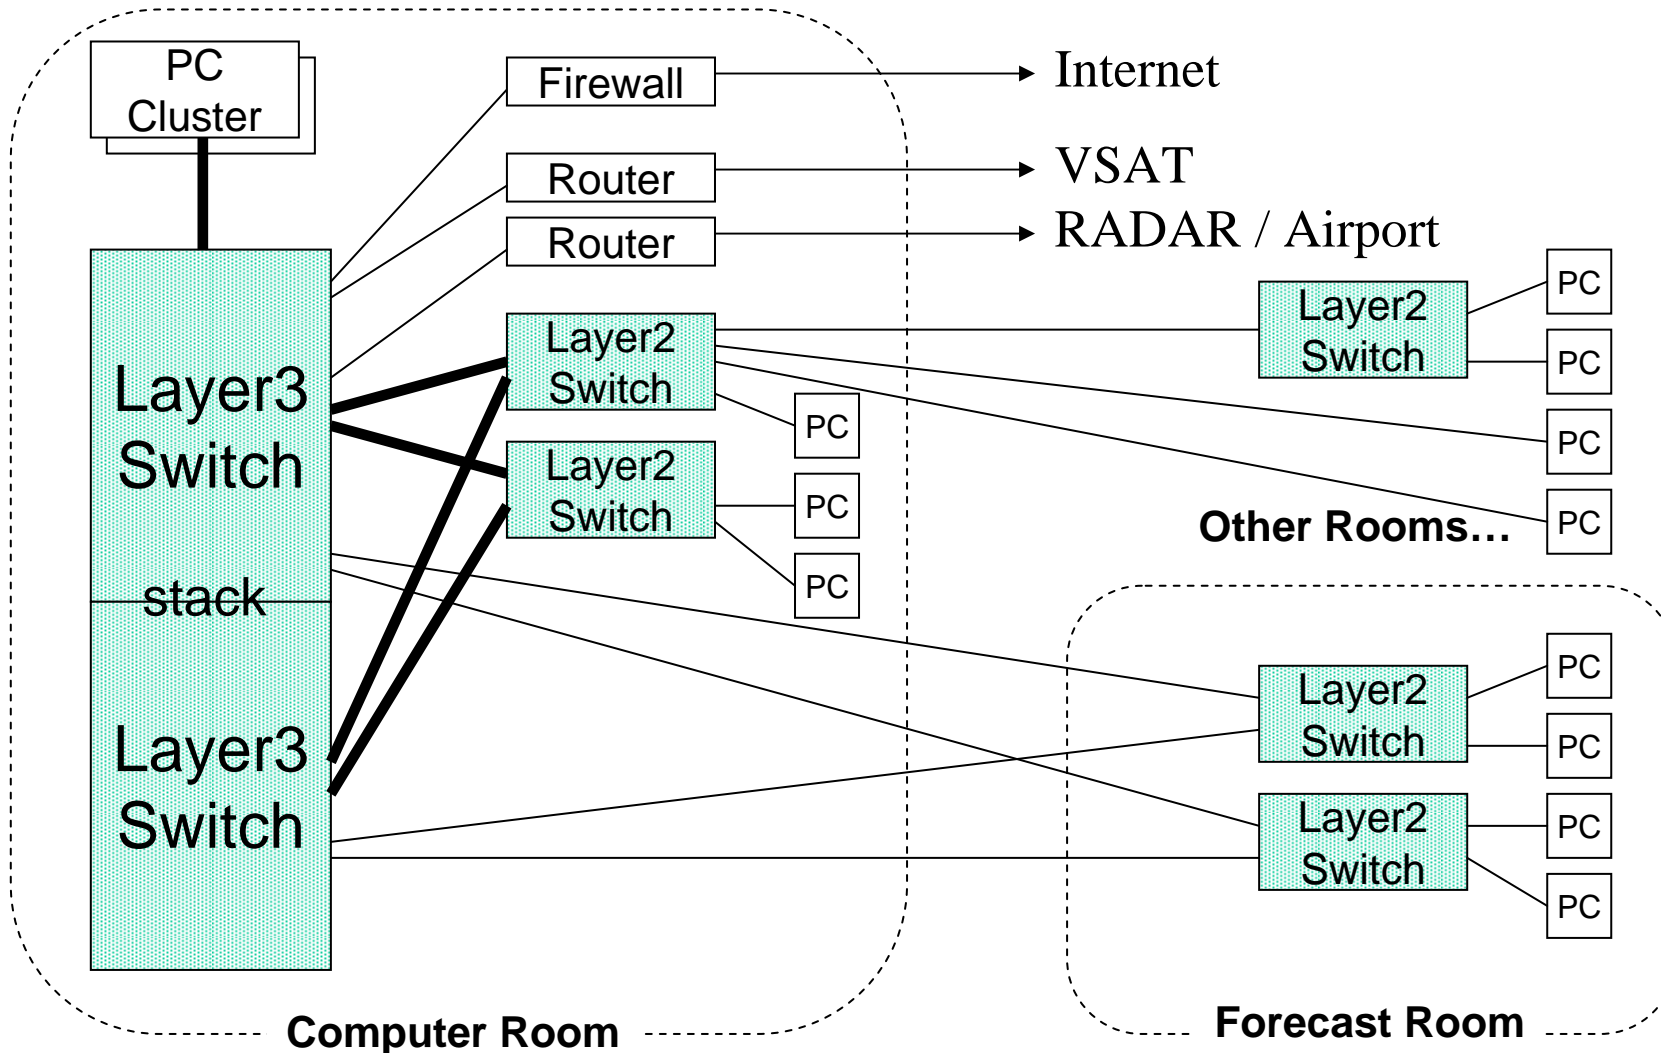 PC
Cluster
Firewall
Internet
Router
VSAT
Router
RADAR / Airport
Layer3
Switch
stack
Layer3
Switch
Layer2
Switch
PC
Layer2
Switch
PC
PC
Layer2
Switch
PC
PC
PC
PC
Other Rooms…
Layer2
Switch
PC
PC
Layer2
Switch
PC
PC
Computer Room
Forecast Room